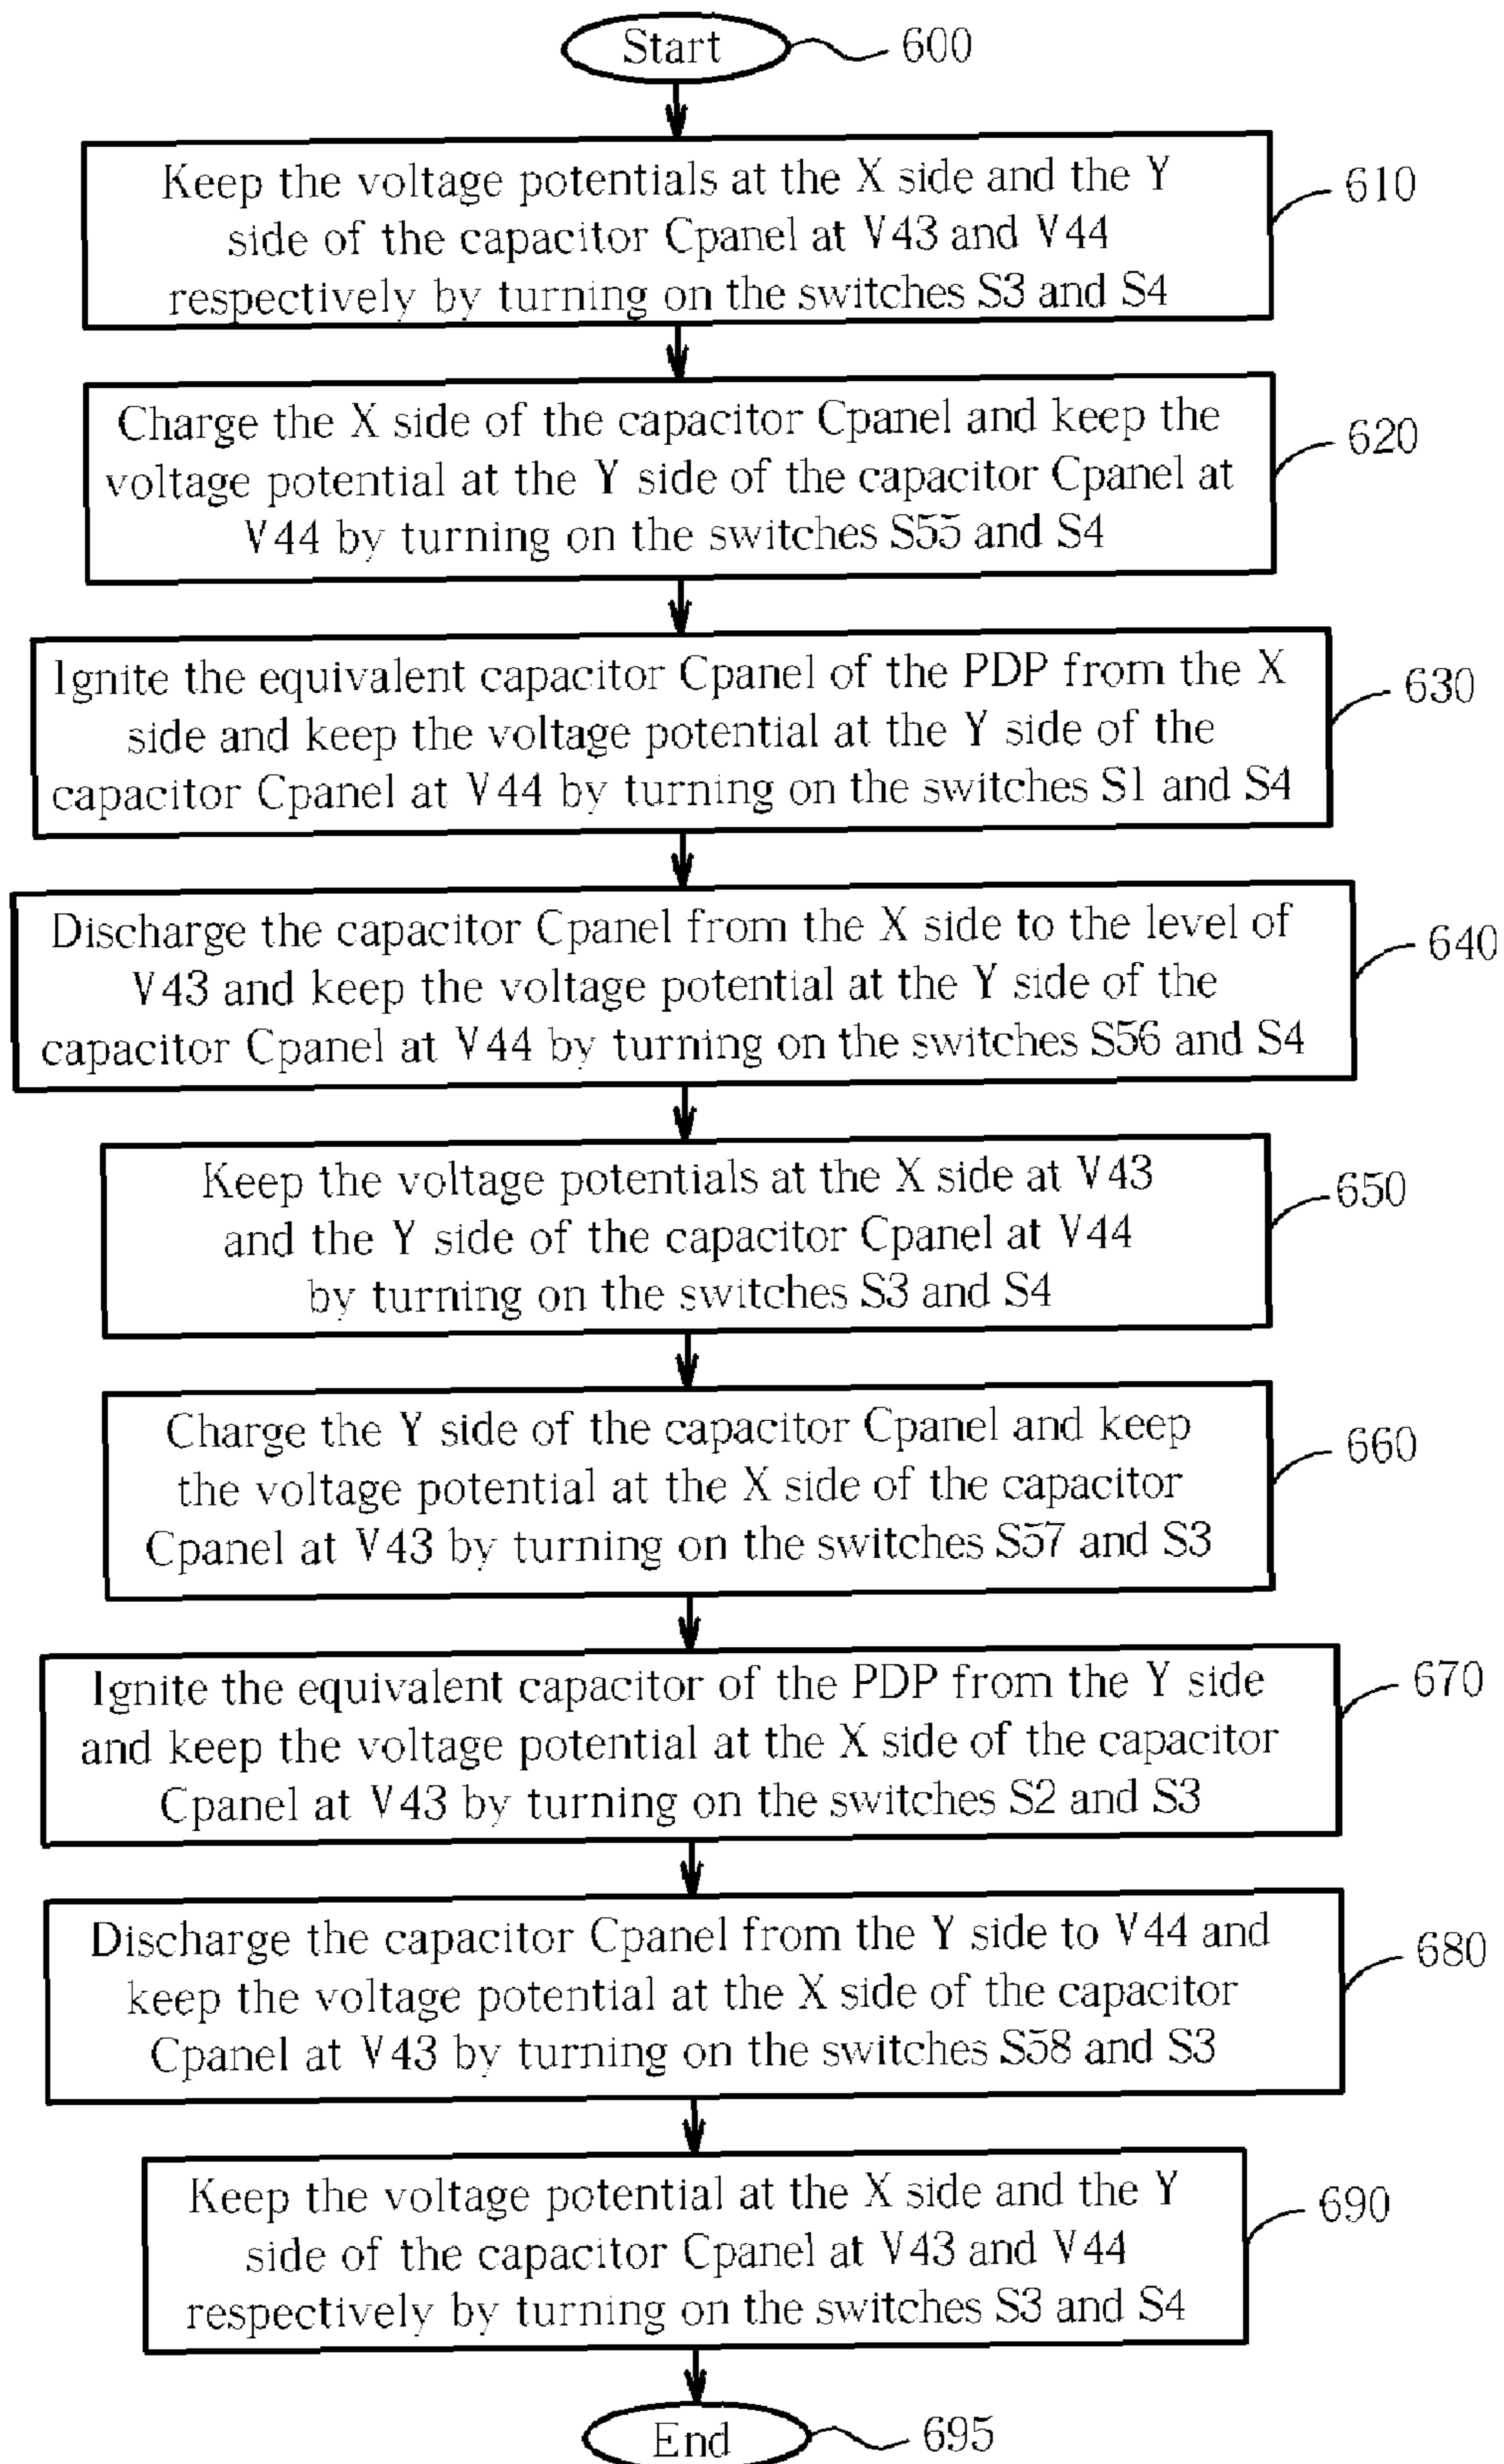 Start
600
Keep the voltage potentials at the X side and the Y
side of the capacitor Cpanel at V43 and V44
respectively by turning on the switches S3 and S4
610
Charge the X side of the capacitor Cpanel and keep the
voltage potential at the Y side of the capacitor Cpanel at
V44 by turning on the switches S55 and S4
620
Ignite the equivalent capacitor Cpanel of the PDP from the X
side and keep the voltage potential at the Y side of the
capacitor Cpanel at V44 by turning on the switches S1 and S4
630
Discharge the capacitor Cpanel from the X side to the level of
V43 and keep the voltage potential at the Y side of the
capacitor Cpanel at V44 by turning on the switches S56 and S4
640
Keep the voltage potentials at the X side at V43
and the Y side of the capacitor Cpanel at V44
by turning on the switches S3 and S4
650
Charge the Y side of the capacitor Cpanel and keep
the voltage potential at the X side of the capacitor
Cpanel at V43 by turning on the switches S57 and S3
660
Ignite the equivalent capacitor of the PDP from the Y side
and keep the voltage potential at the X side of the capacitor
Cpanel at V43 by turning on the switches S2 and S3
670
Discharge the capacitor Cpanel from the Y side to V44 and
keep the voltage potential at the X side of the capacitor
Cpanel at V43 by turning on the switches S58 and S3
680
Keep the voltage potential at the X side and the Y
side of the capacitor Cpanel at V43 and V44
respectively by turning on the switches S3 and S4
690
End
695